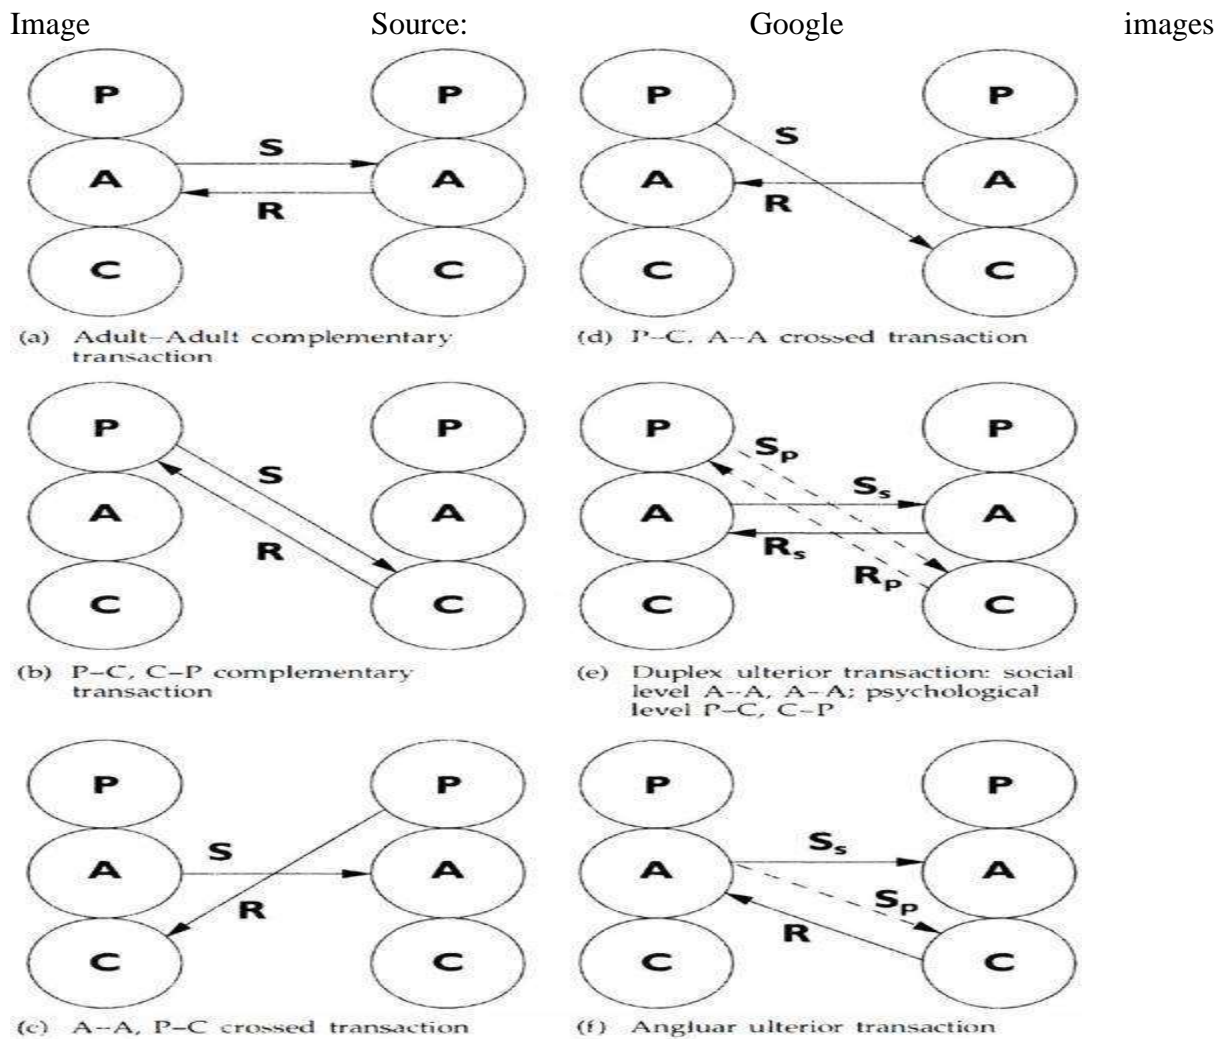 Image Source: Google images
P P
S
A A
R
C C
(a) Adult–Adult complementary
transaction
P P
S
A A
R
C C
(d) P–C, A–A crossed transaction
P P
S
A A
R
C C
(b) P–C, C–P complementary
transaction
P P
Sp
Ss
A A
Rs
Rp
C C
(e) Duplex ulterior transaction: social
level A–A, A–A; psychological
level P–C, C–P
P P
S
A A
R
C C
(c) A–A, P–C crossed transaction
P P
Ss
A A
Sp
R
C C
(f) Angluar ulterior transaction